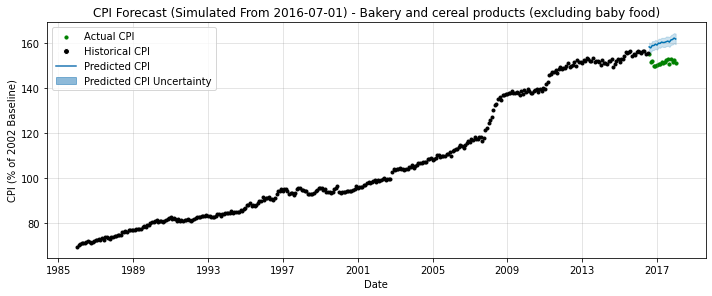 CPI Forecast (Simulated From 2016-07-01) - Bakery and cereal products (excluding baby food)
Actual CPI
Historical CPI
Predicted CPI
Predicted CPI Uncertainty
CPI (% of 2002 Baseline)
160
140
120
100
80
1985 1989 1993 1997 2001 2005 2009 2013 2017
Date